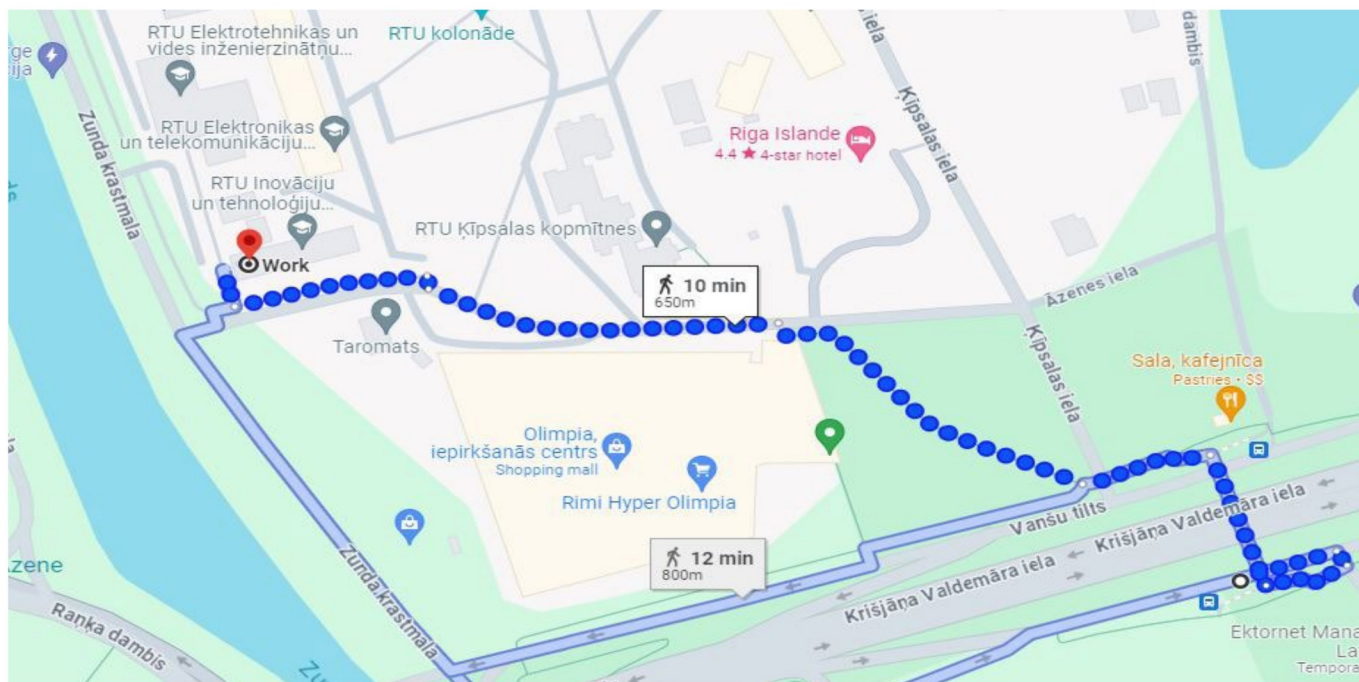 RTU Elektrotehnikas un
vides inženierzinātņu...
RTU kolonāde
Zunda krastmala
RTU Elektronikas
un telekomunikāciju...
Riga Islande
4.4 ★ 4-star hotel
Ķīpsalas iela
dambis
RTU Inovāciju
un tehnoloģiju...
RTU Ķīpsalas kopmītnes
Work
10 min
650m
Taromats
Āzenes iela
Ķīpsalas iela
Sala, kafejnīca
Pastries · $$
Olimpia,
iepirkšanās centrs
Shopping mall
Rimi Hyper Olimpia
Vanšu tilts
Krišjāņa Valdemāra iela
12 min
800m
Krišjāņa Valdemāra iela
Zunda krastmala
Āzene
Raņka dambis
Ektornet Mana
La
Tempora